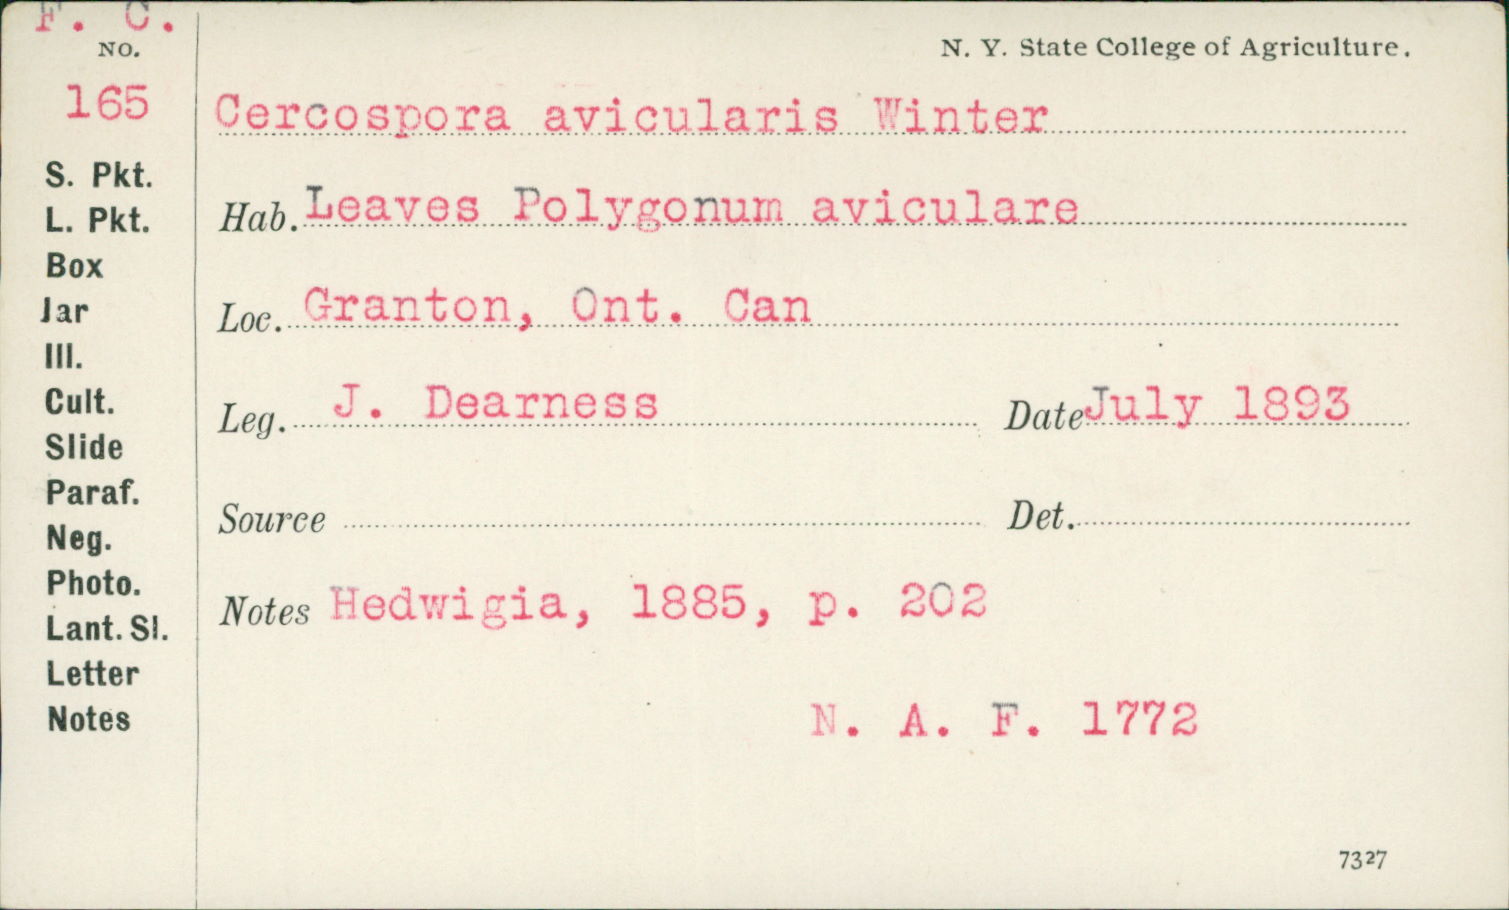 F. C.
NO.
N. Y. State College of Agriculture.
165
Cercospora avicularis Winter
S. Pkt.
L. Pkt.
Box
Jar
Ill.
Cult.
Slide
Paraf.
Neg.
Photo.
Lant. Sl.
Letter
Notes
Hab. Leaves Polygonum aviculare
Loc. Granton, Ont. Can
Leg. J. Dearness Date July 1893
Source Det.
Notes Hedwigia, 1885, p. 202
N. A. F. 1772
7327